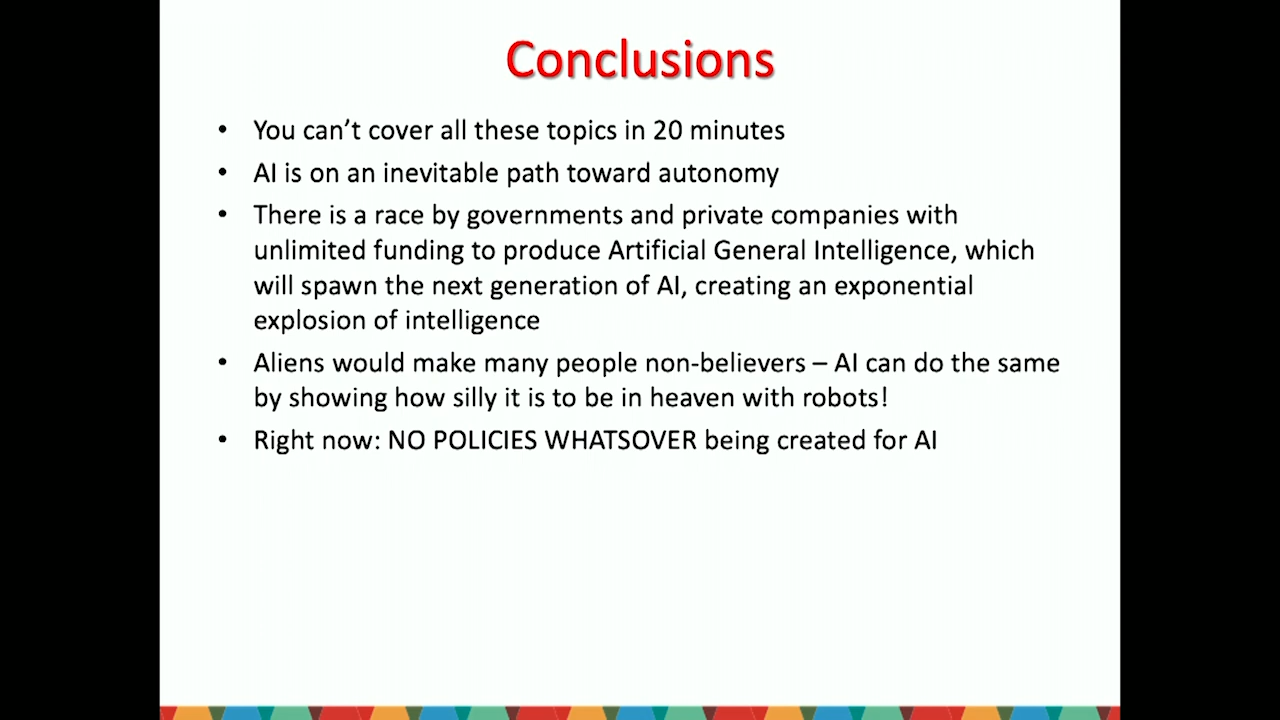 Conclusions
• You can’t cover all these topics in 20 minutes
• AI is on an inevitable path toward autonomy
• There is a race by governments and private companies with
unlimited funding to produce Artificial General Intelligence, which
will spawn the next generation of AI, creating an exponential
explosion of intelligence
• Aliens would make many people non-believers – AI can do the same
by showing how silly it is to be in heaven with robots!
• Right now: NO POLICIES WHATSOVER being created for AI